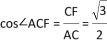 cos∠ACF = CF/AC = √3/2